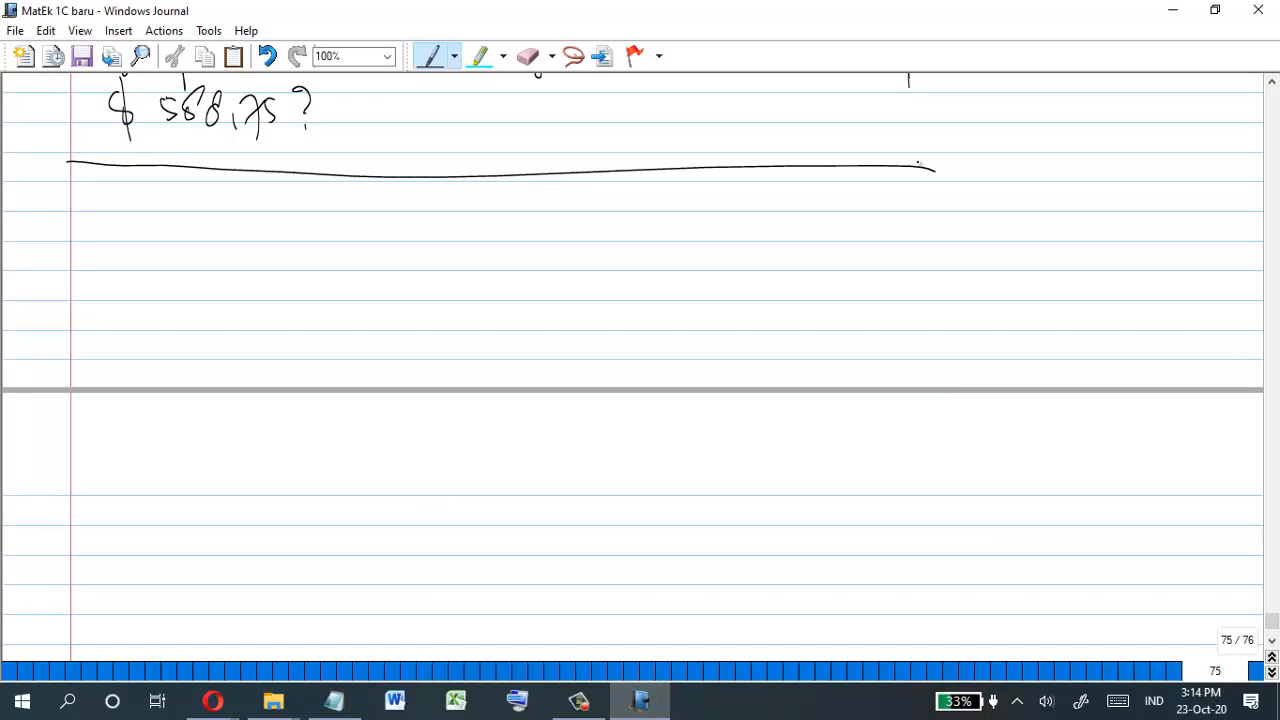 MatEk 1C baru - Windows Journal
File Edit View Insert Actions Tools Help
100%
$ 568,75 ?
75 / 76
75
33% IND 3:14 PM
23-Oct-20